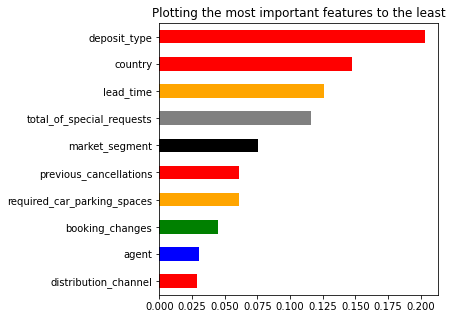 Plotting the most important features to the least
deposit_type
country
lead_time
total_of_special_requests
market_segment
previous_cancellations
required_car_parking_spaces
booking_changes
agent
distribution_channel
0.000 0.025 0.050 0.075 0.100 0.125 0.150 0.175 0.200